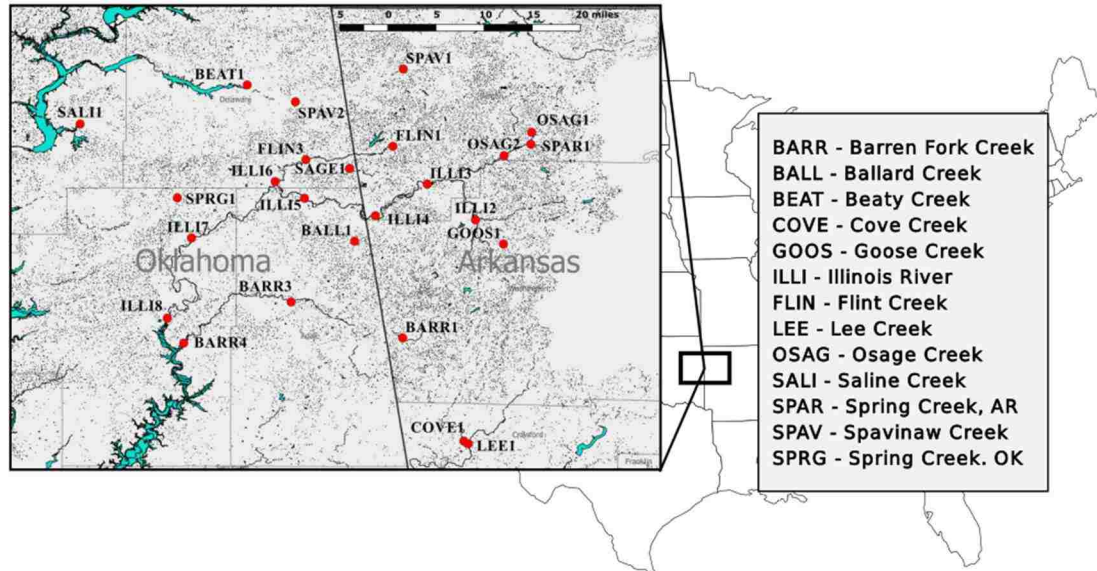 5 0 5 10 15 20 miles
SPAV1
BEAT1
SPAV2
SALI1
OSAG1
FLIN1
OSAG2
SPAR1
FLIN3
SAGE1
ILLI6
ILLI3
SPRG1
ILLI5
ILLI4
ILLI2
ILLI7
BALL1
GOOS1
Oklahoma
Arkansas
BARR3
ILLI8
BARR1
BARR4
COVE1
LEE1
Crawford
Franklin
BARR - Barren Fork Creek
BALL - Ballard Creek
BEAT - Beaty Creek
COVE - Cove Creek
GOOS - Goose Creek
ILLI - Illinois River
FLIN - Flint Creek
LEE - Lee Creek
OSAG - Osage Creek
SALI - Saline Creek
SPAR - Spring Creek, AR
SPAV - Spavinaw Creek
SPRG - Spring Creek. OK